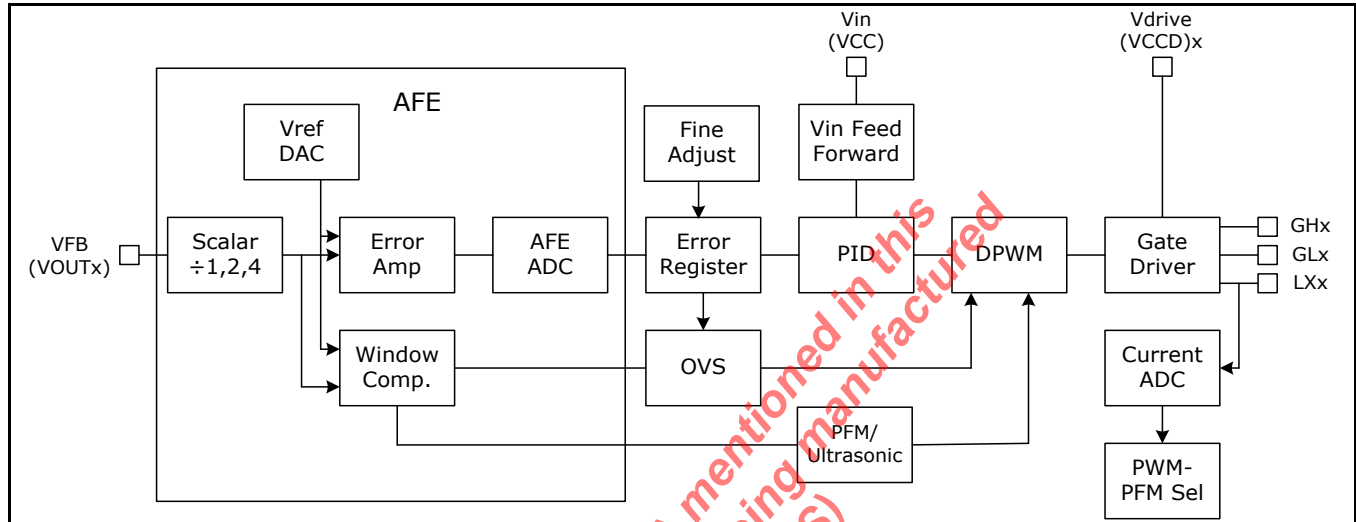 Vin
(VCC)
Vdrive
(VCCD)x
AFE
Vref
DAC
Fine
Adjust
Vin Feed
Forward
VFB
(VOUTx)
Scalar
÷1,2,4
Error
Amp
AFE
ADC
Error
Register
PID
DPWM
Gate
Driver
GHx
GLx
LXx
Window
Comp.
OVS
Current
ADC
PFM/
Ultrasonic
PWM-
PFM Sel
mentioned in this
being manufactured